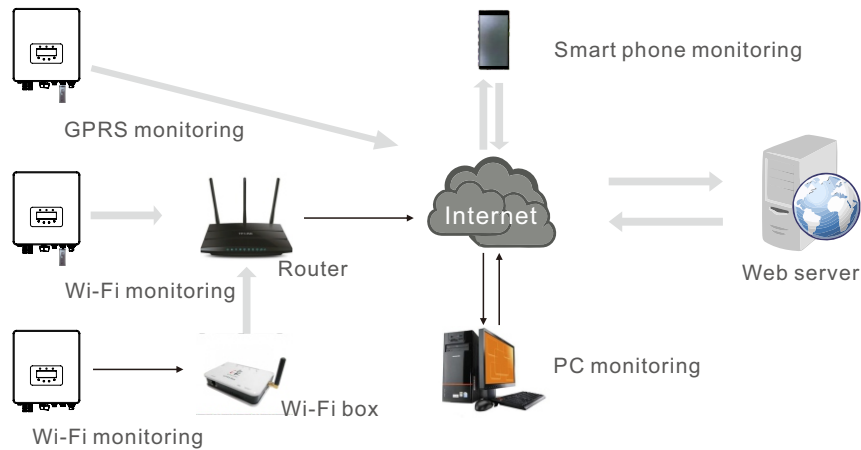 Smart phone monitoring
GPRS monitoring
Internet
Router
Web server
Wi-Fi monitoring
PC monitoring
Wi-Fi box
Wi-Fi monitoring